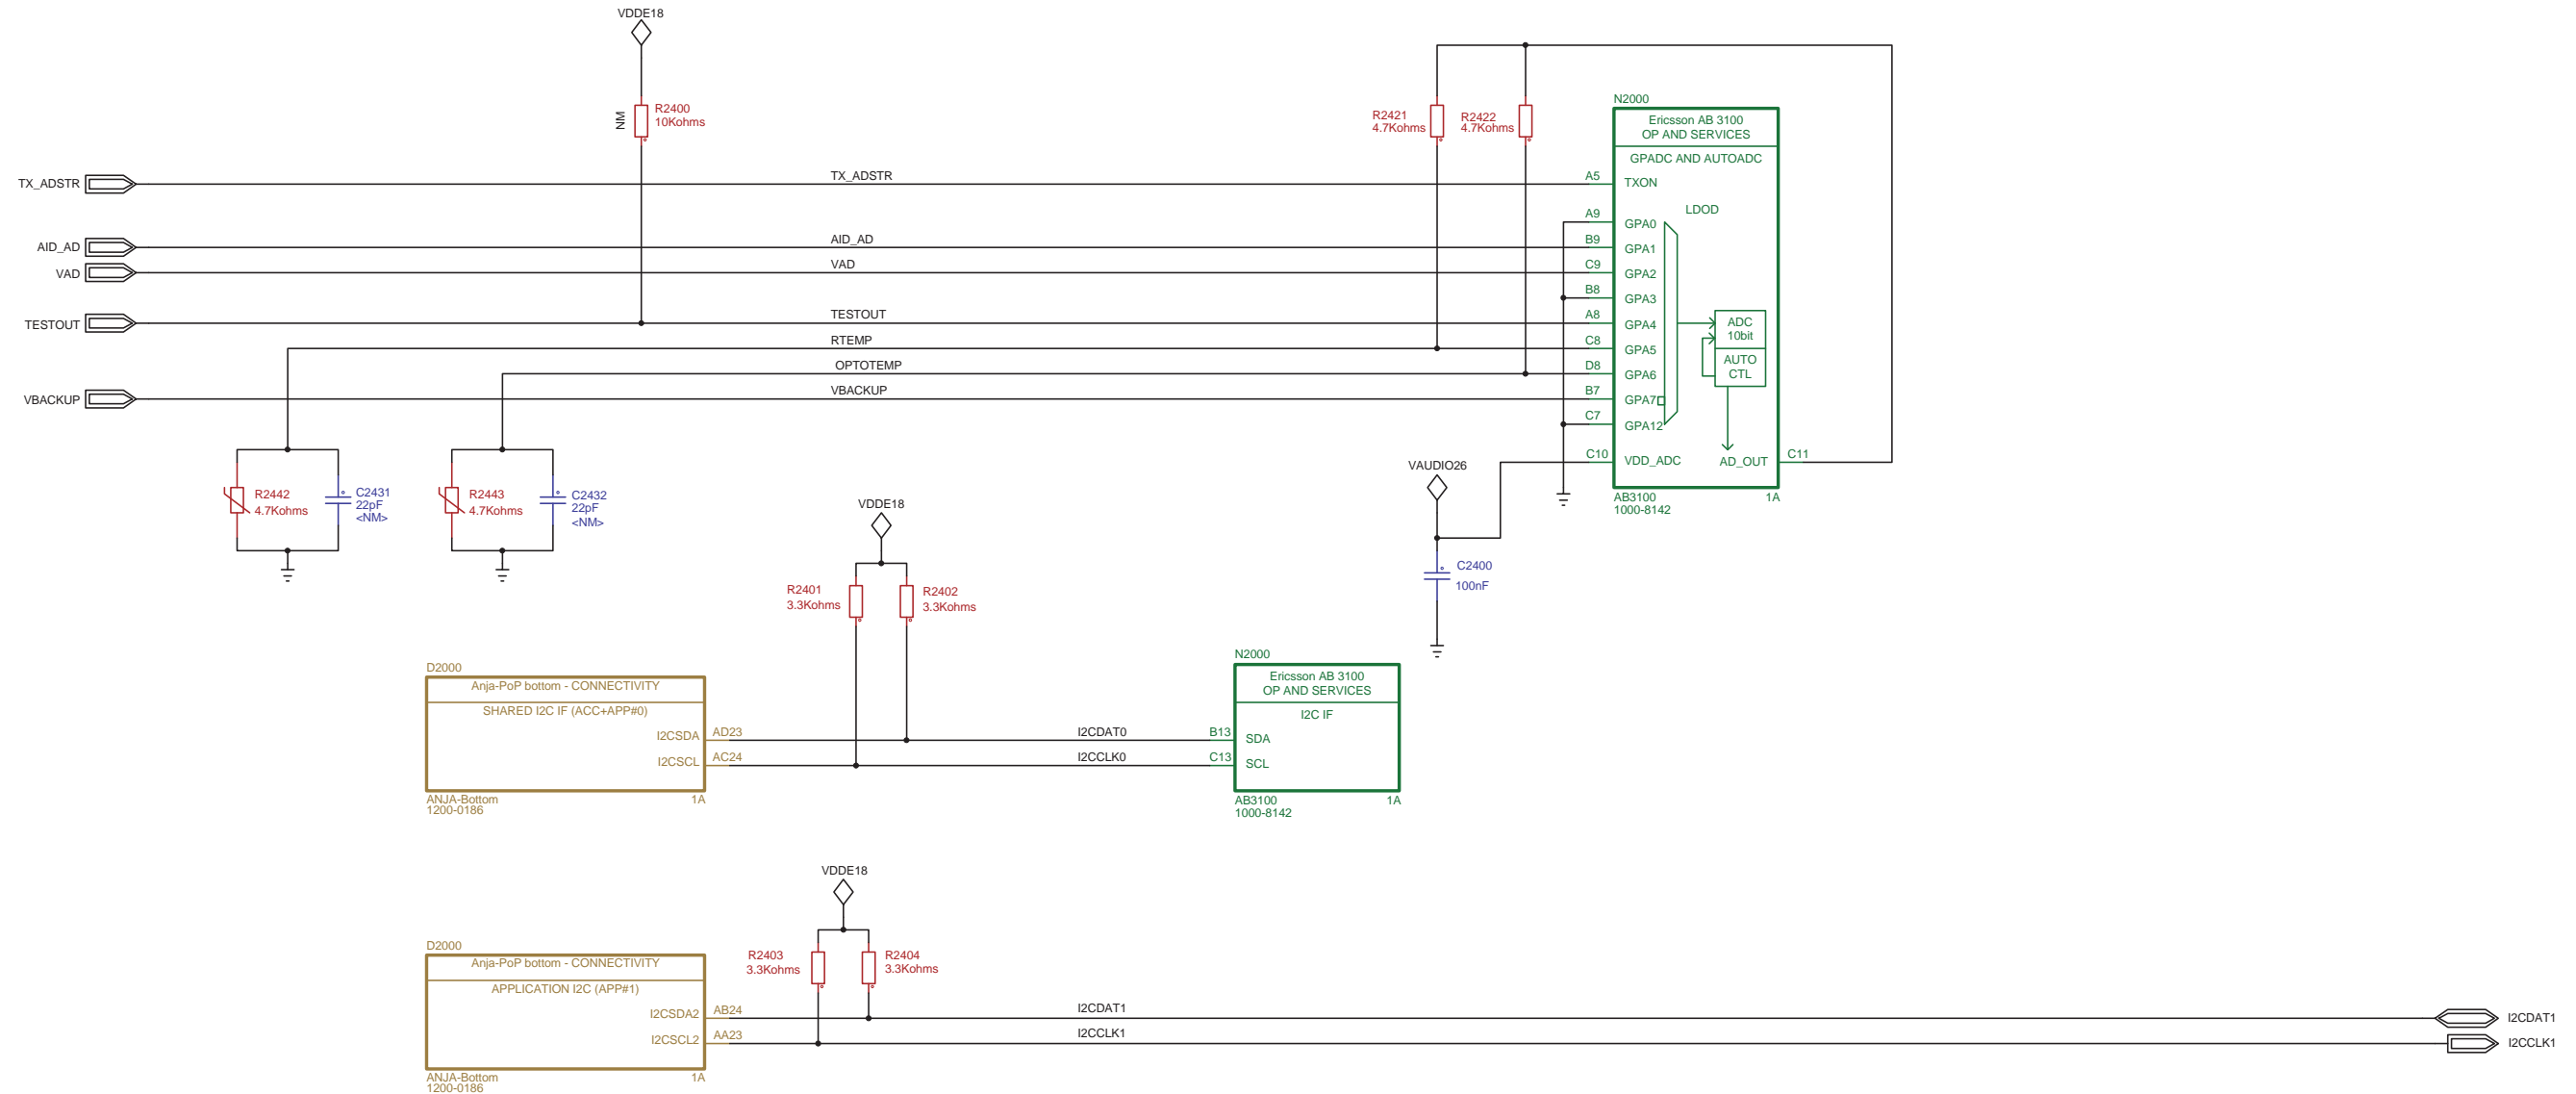 VDDE18
NM
R2400
10Kohms
R2421
4.7Kohms
R2422
4.7Kohms
N2000
Ericsson AB 3100
OP AND SERVICES
GPADC AND AUTOADC
TX_ADSTR
TX_ADSTR
A5
TXON
LDOD
A9
GPA0
AID_AD
AID_AD
B9
GPA1
VAD
VAD
C9
GPA2
B8
GPA3
TESTOUT
TESTOUT
A8
GPA4
ADC
10bit
RTEMP
C8
GPA5
AUTO
CTL
OPTOTEMP
D8
GPA6
VBACKUP
VBACKUP
B7
GPA7
C7
GPA12
C10
VDD_ADC
AD_OUT
C11
AB3100
1000-8142
1A
R2442
4.7Kohms
C2431
22pF
<NM>
R2443
4.7Kohms
C2432
22pF
<NM>
VAUDIO26
C2400
100nF
VDDE18
R2401
3.3Kohms
R2402
3.3Kohms
D2000
Anja-PoP bottom - CONNECTIVITY
SHARED I2C IF (ACC+APP#0)
I2CSDA
AD23
I2CSCL
AC24
ANJA-Bottom
1200-0186
1A
I2CDAT0
I2CCLK0
N2000
Ericsson AB 3100
OP AND SERVICES
I2C IF
B13
SDA
C13
SCL
AB3100
1000-8142
1A
VDDE18
R2403
3.3Kohms
R2404
3.3Kohms
D2000
Anja-PoP bottom - CONNECTIVITY
APPLICATION I2C (APP#1)
I2CSDA2
AB24
I2CSCL2
AA23
ANJA-Bottom
1200-0186
1A
I2CDAT1
I2CCLK1
I2CDAT1
I2CCLK1